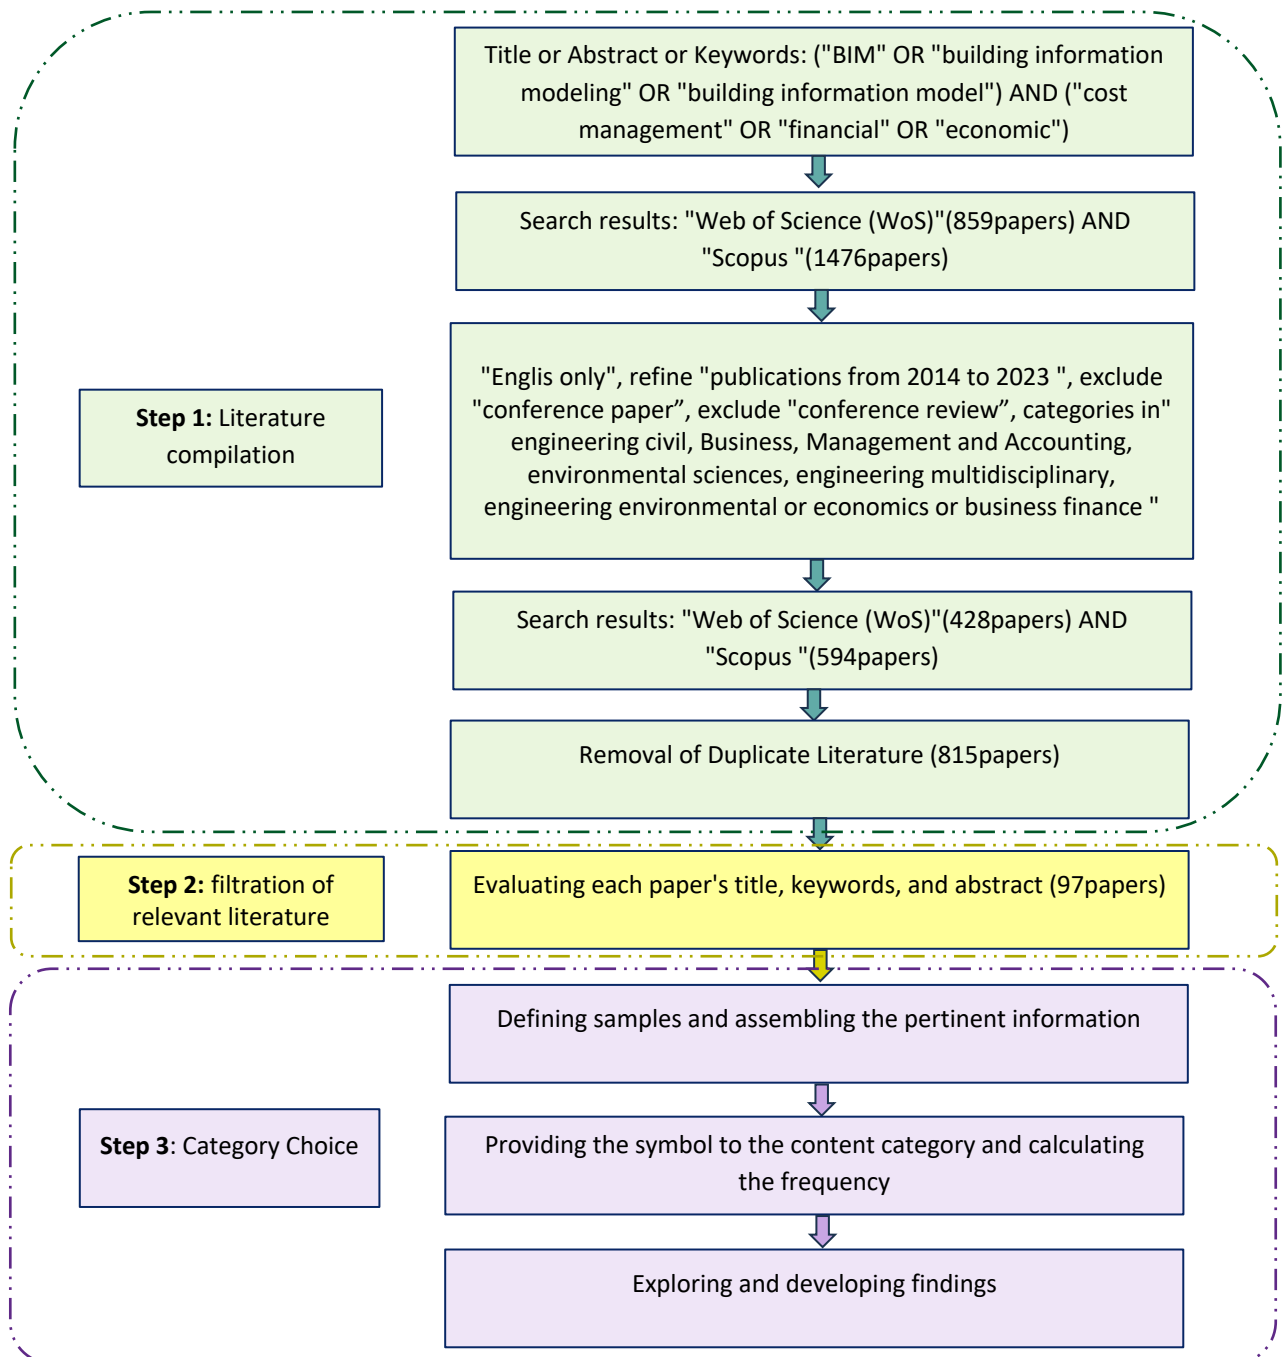 Title or Abstract or Keywords: ("BIM" OR "building information
modeling" OR "building information model") AND ("cost
management" OR "financial" OR "economic")
Search results: "Web of Science (WoS)"(859papers) AND
"Scopus "(1476papers)
"Englis only", refine "publications from 2014 to 2023 ", exclude
"conference paper”, exclude "conference review”, categories in"
engineering civil, Business, Management and Accounting,
environmental sciences, engineering multidisciplinary,
engineering environmental or economics or business finance "
Step 1: Literature
compilation
Search results: "Web of Science (WoS)"(428papers) AND
"Scopus "(594papers)
Removal of Duplicate Literature (815papers)
Step 2: filtration of
relevant literature
Evaluating each paper's title, keywords, and abstract (97papers)
Defining samples and assembling the pertinent information
Step 3: Category Choice
Providing the symbol to the content category and calculating
the frequency
Exploring and developing findings